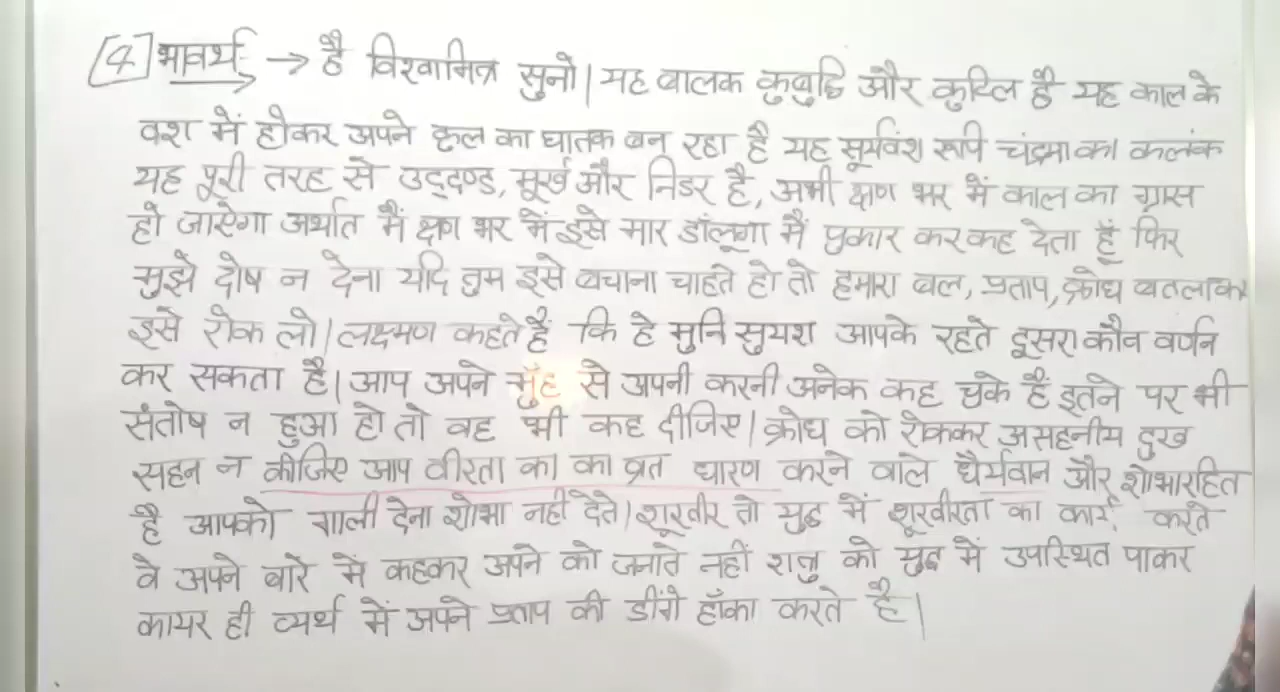 [4] भावर्थ: → है विश्वामित्र सुनो। यह बालक कुबुद्धि और कुटिल है यह काल के
वश में होकर अपने कुल का घातक बन रहा है यह सूर्यवंश रूपि चंद्रमा का कलंक
यह पूरी तरह से उद्दण्ड, मूर्ख और निडर है, अभी क्षण भर में काल का ग्रास
हो जाऐगा अर्थात मैं क्षण भर में इसे मार डॉलूगा मैं पुकार कर कह देता हूँ फिर
मुझे दोष न देना यदि तुम इसे बचाना चाहते हो तो हमारा बल, प्रताप, क्रोध बतलाकर
इसे रोक लो। लक्ष्मण कहते हैं कि हे मुनि सुयश आपके रहते दूसरा कौन वर्णन
कर सकता है। आप अपने मुँह से अपनी करनी अनेक कह चुके हैं इतने पर भी
संतोष न हुआ हो तो वह भी कह दीजिए। क्रोध को रोककर असहनीय दुख
सहन न कीजिए आप वीरता का का व्रत धारण करने वाले धैर्यवान और शोभारहित
है आपको गाली देना शोभा नही देते। शूरवीर तो युद्ध में शूरवीरता का कार्य करते
वे अपने बारे में कहकर अपने को जनाते नहीं शत्रु को युद्ध में उपस्थित पाकर
कायर ही व्यर्थ में अपने प्रताप की डींगे हाँका करते है।